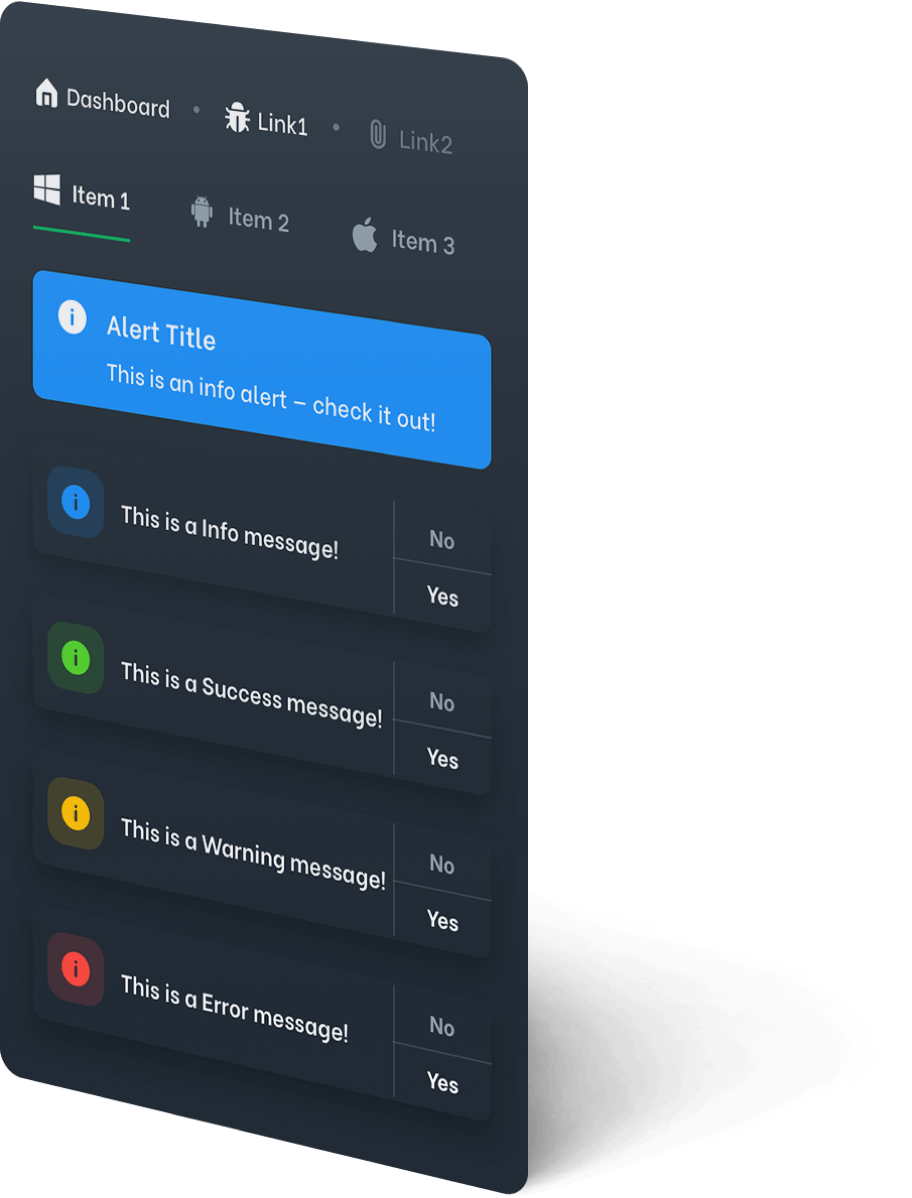 Dashboard • Link1 • Link2
Item 1 Item 2 Item 3
Alert Title
This is an info alert – check it out!
This is a Info message!
No
Yes
This is a Success message!
No
Yes
This is a Warning message!
No
Yes
This is a Error message!
No
Yes